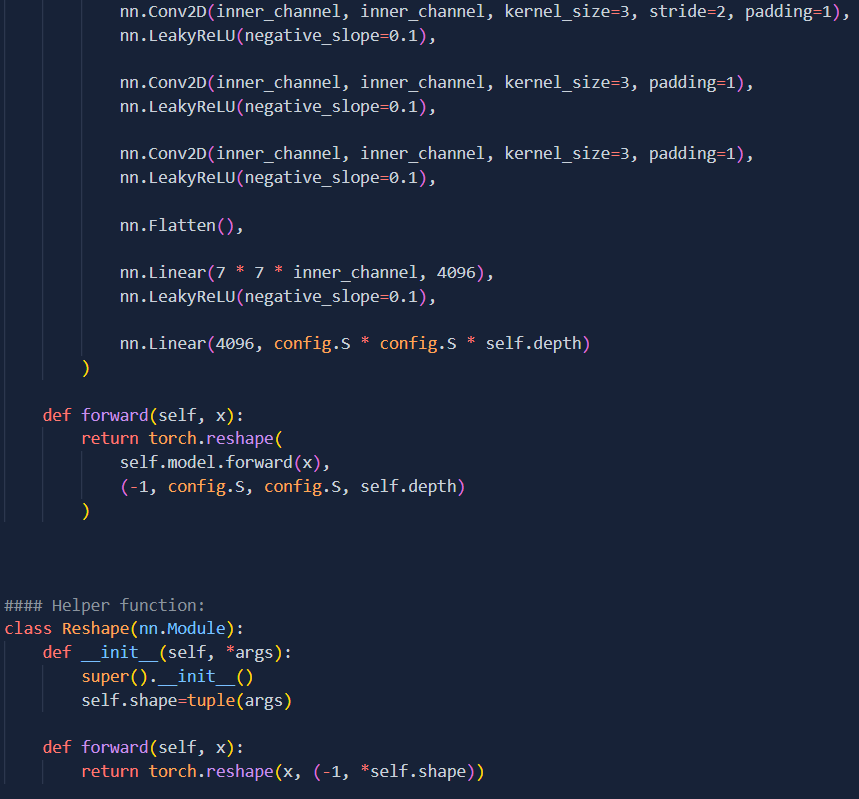 nn.Conv2D(inner_channel, inner_channel, kernel_size=3, stride=2, padding=1),
nn.LeakyReLU(negative_slope=0.1),
nn.Conv2D(inner_channel, inner_channel, kernel_size=3, padding=1),
nn.LeakyReLU(negative_slope=0.1),
nn.Conv2D(inner_channel, inner_channel, kernel_size=3, padding=1),
nn.LeakyReLU(negative_slope=0.1),
nn.Flatten(),
nn.Linear(7 * 7 * inner_channel, 4096),
nn.LeakyReLU(negative_slope=0.1),
nn.Linear(4096, config.S * config.S * self.depth)
)
def forward(self, x):
return torch.reshape(
self.model.forward(x),
(-1, config.S, config.S, self.depth)
)
#### Helper function:
class Reshape(nn.Module):
def __init__(self, *args):
super().__init__()
self.shape=tuple(args)
def forward(self, x):
return torch.reshape(x, (-1, *self.shape))